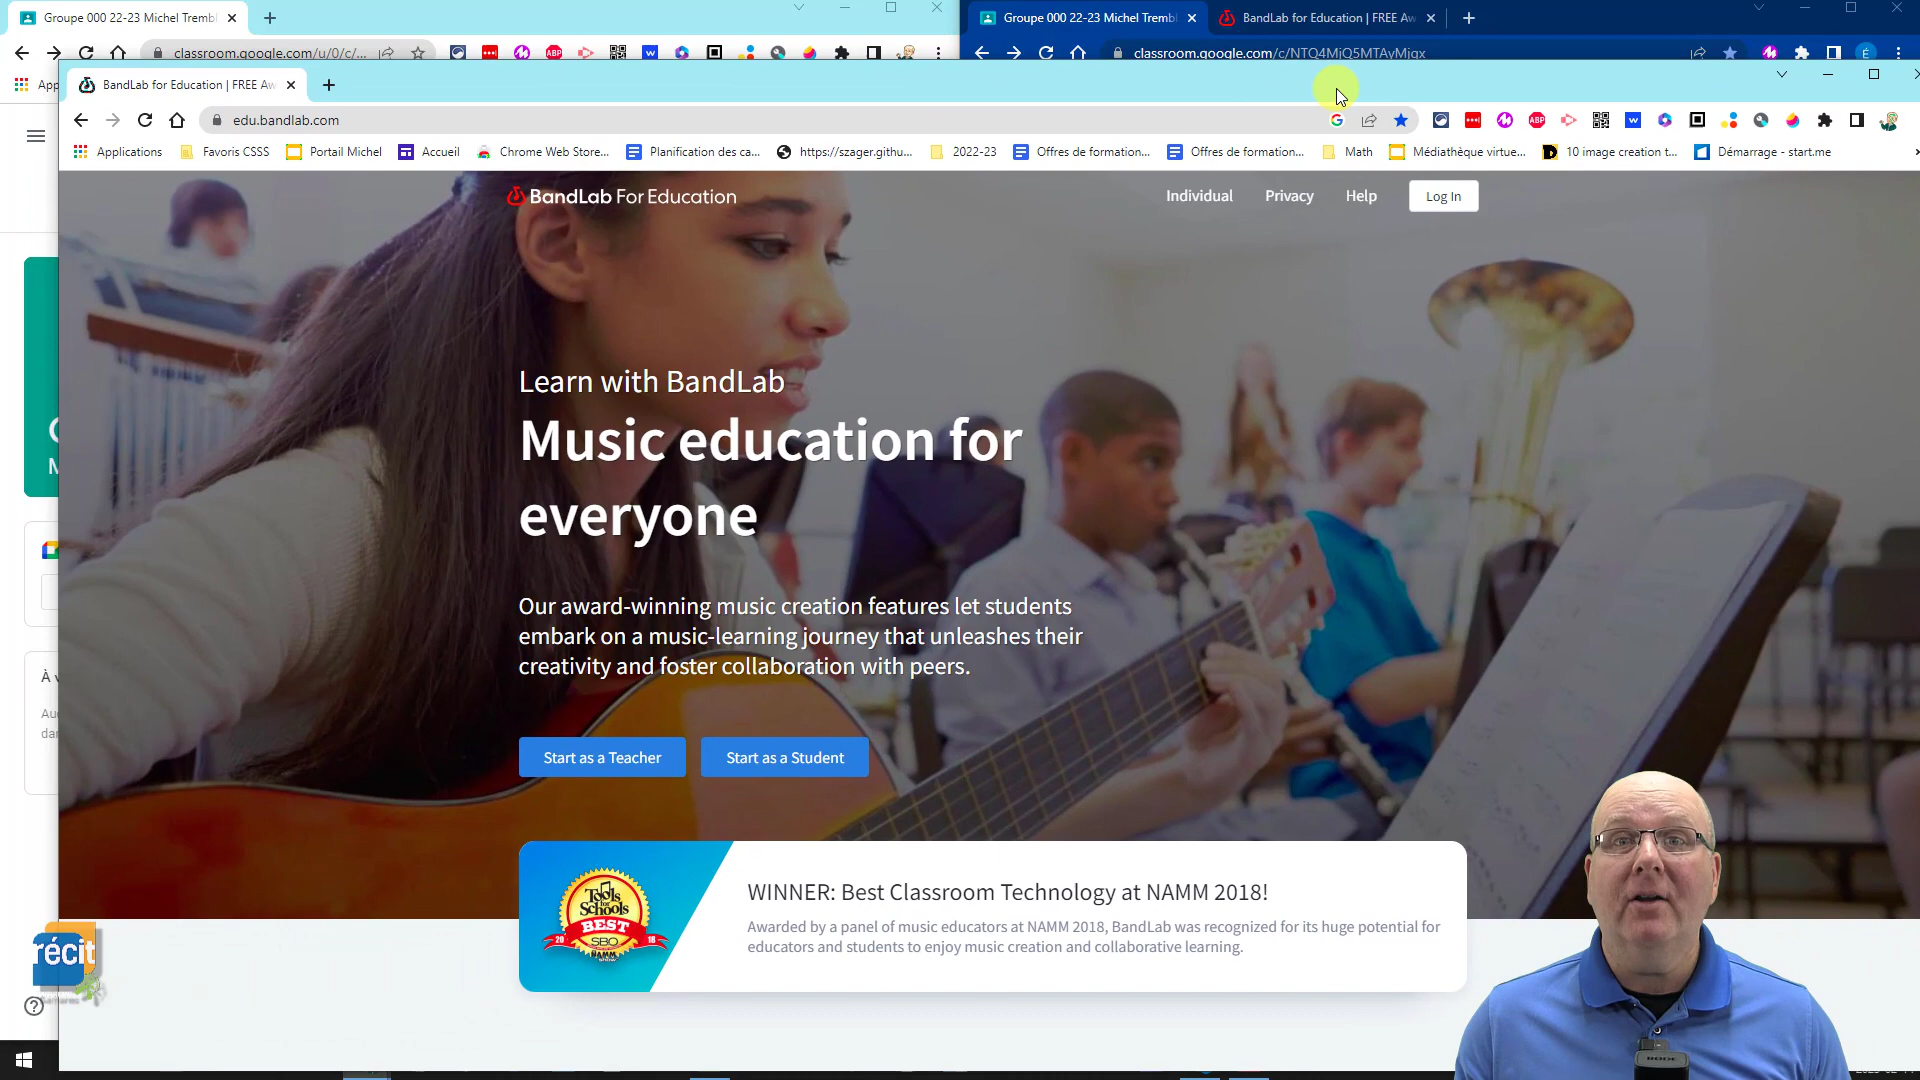 Groupe 000 22-23 Michel Trembl
Groupe 000 22-23 Michel Trembl
BandLab for Education | FREE Aw
classroom.google.com/u/0/c/...
classroom.google.com/c/NTQ4MjQ5MTAyMjgx
App
BandLab for Education | FREE Aw
edu.bandlab.com
Applications
Favoris CSSS
Portail Michel
Accueil
Chrome Web Store...
Planification des ca...
https://szager.githu...
2022-23
Offres de formation...
Offres de formation...
Math
Médiathèque virtue...
10 image creation t...
Démarrage - start.me
BandLab For Education
Individual
Privacy
Help
Log In
Learn with BandLab
Music education for
everyone
Our award-winning music creation features let students
embark on a music-learning journey that unleashes their
creativity and foster collaboration with peers.
Start as a Teacher
Start as a Student
Tools
for
Schools
BEST
2018
SBO
NAMM
WINNER: Best Classroom Technology at NAMM 2018!
Awarded by a panel of music educators at NAMM 2018, BandLab was recognized for its huge potential for
educators and students to enjoy music creation and collaborative learning.
À v
Au
da
récit
RODE